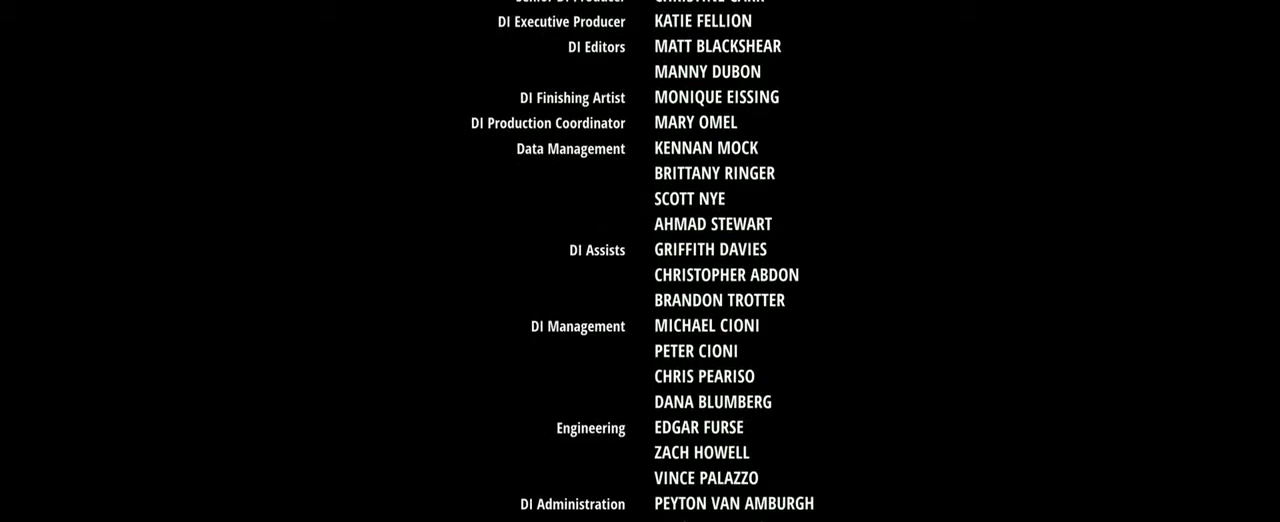 DI Executive Producer KATIE FELLION
DI Editors MATT BLACKSHEAR
MANNY DUBON
DI Finishing Artist MONIQUE EISSING
DI Production Coordinator MARY OMEL
Data Management KENNAN MOCK
BRITTANY RINGER
SCOTT NYE
AHMAD STEWART
DI Assists GRIFFITH DAVIES
CHRISTOPHER ABDON
BRANDON TROTTER
DI Management MICHAEL CIONI
PETER CIONI
CHRIS PEARISO
DANA BLUMBERG
Engineering EDGAR FURSE
ZACH HOWELL
VINCE PALAZZO
DI Administration PEYTON VAN AMBURGH